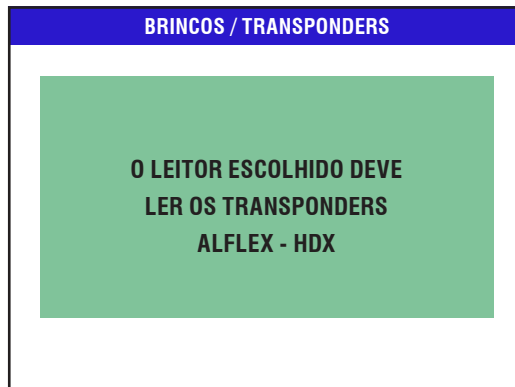 BRINCOS / TRANSPONDERS
O LEITOR ESCOLHIDO DEVE
LER OS TRANSPONDERS
ALFLEX - HDX